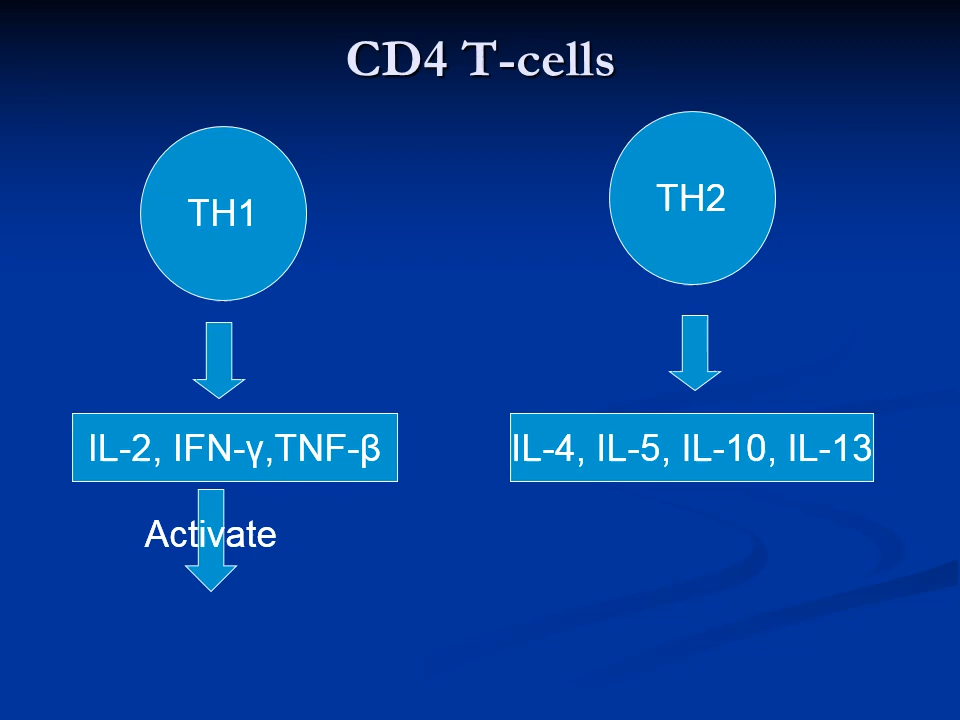 CD4 T-cells
TH1
TH2
IL-2, IFN-γ,TNF-β
IL-4, IL-5, IL-10, IL-13
Activate